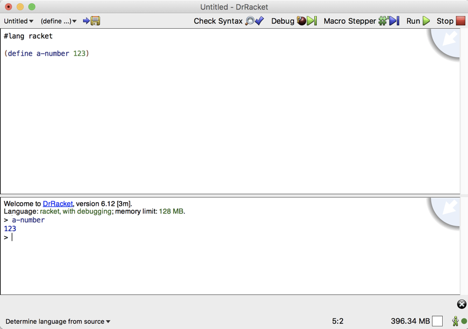 Untitled - DrRacket
Untitled▾ (define ...)▾ Check Syntax Debug Macro Stepper Run Stop
#lang racket
(define a-number 123)
Welcome to DrRacket, version 6.12 [3m].
Language: racket, with debugging; memory limit: 128 MB.
> a-number
123
>
Determine language from source▾ 5:2 396.34 MB